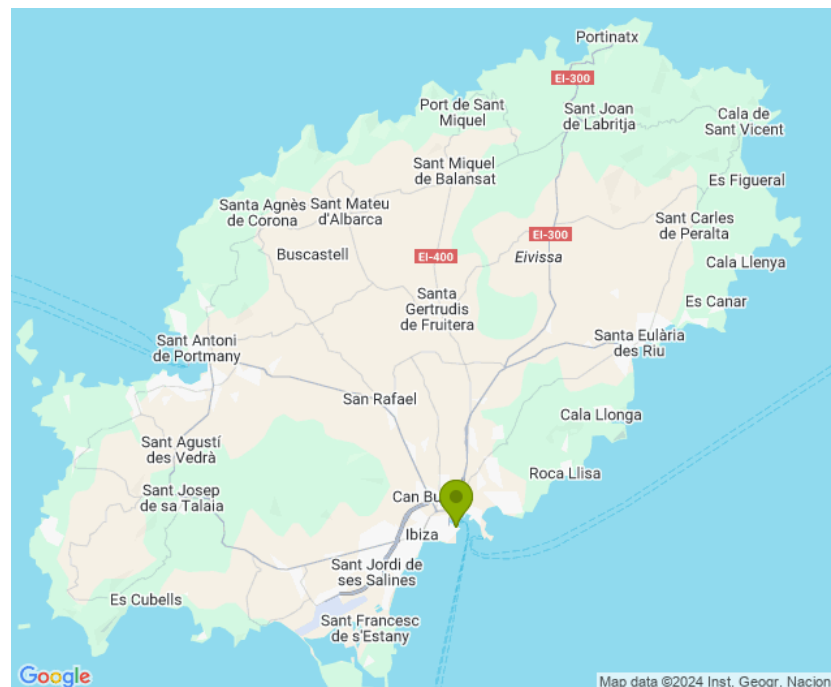 Portinatx
EI-300
Port de Sant
Miquel
Sant Joan
de Labritja
Cala de
Sant Vicent
Sant Miquel
de Balansat
Es Figueral
Santa Agnès
de Corona
Sant Mateu
d'Albarca
Sant Carles
de Peralta
EI-300
Buscastell
EI-400
Eivissa
Cala Llenya
Santa
Gertrudis
de Fruitera
Es Canar
Sant Antoni
de Portmany
Santa Eulària
des Riu
San Rafael
Cala Llonga
Sant Agustí
des Vedrà
Roca Llisa
Sant Josep
de sa Talaia
Can Bu
Ibiza
Sant Jordi de
ses Salines
Es Cubells
Sant Francesc
de s'Estany
Google
Map data ©2024 Inst. Geogr. Nacion